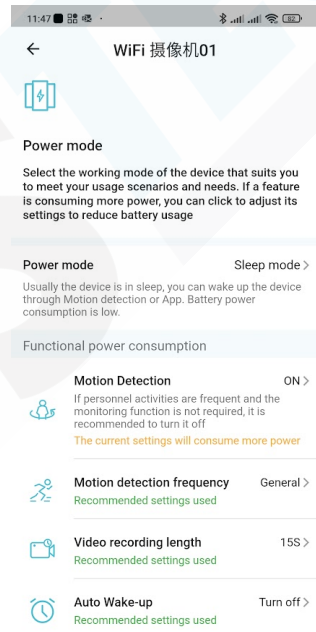 11:47
82
WiFi 摄像机01
Power mode
Select the working mode of the device that suits you
to meet your usage scenarios and needs. If a feature
is consuming more power, you can click to adjust its
settings to reduce battery usage
Power mode Sleep mode >
Usually the device is in sleep, you can wake up the device
through Motion detection or App. Battery power
consumption is low.
Functional power consumption
Motion Detection ON >
If personnel activities are frequent and the
monitoring function is not required, it is
recommended to turn it off
The current settings will consume more power
Motion detection frequency General >
Recommended settings used
Video recording length 15S >
Recommended settings used
Auto Wake-up Turn off >
Recommended settings used